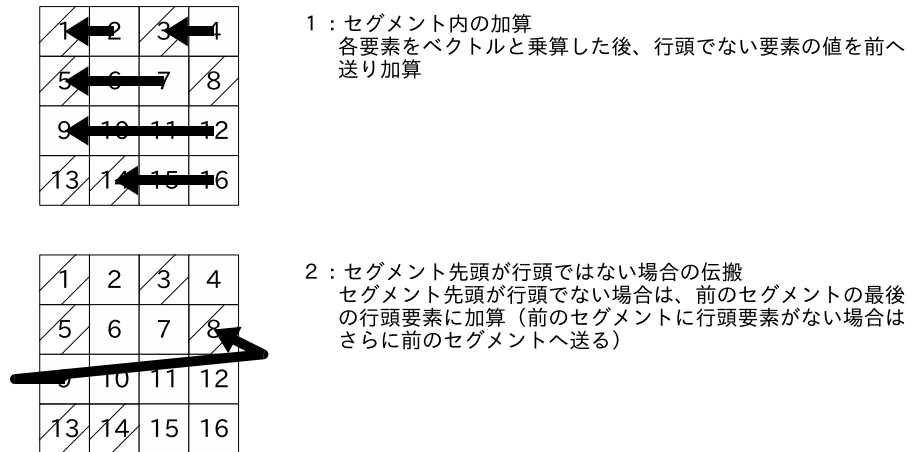 1 2 3 4
5 6 7 8
9 10 11 12
13 14 15 16
1：セグメント内の加算
各要素をベクトルと乗算した後、行頭でない要素の値を前へ
送り加算
1 2 3 4
5 6 7 8
10 11 12
13 14 15 16
2：セグメント先頭が行頭ではない場合の伝搬
セグメント先頭が行頭でない場合は、前のセグメントの最後
の行頭要素に加算（前のセグメントに行頭要素がない場合は
さらに前のセグメントへ送る）